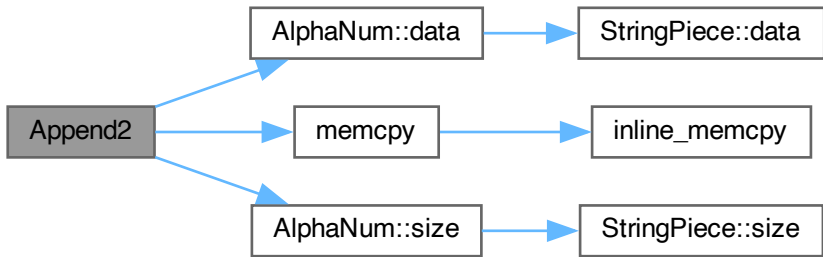 AlphaNum::data
StringPiece::data
Append2
memcpy
inline_memcpy
AlphaNum::size
StringPiece::size